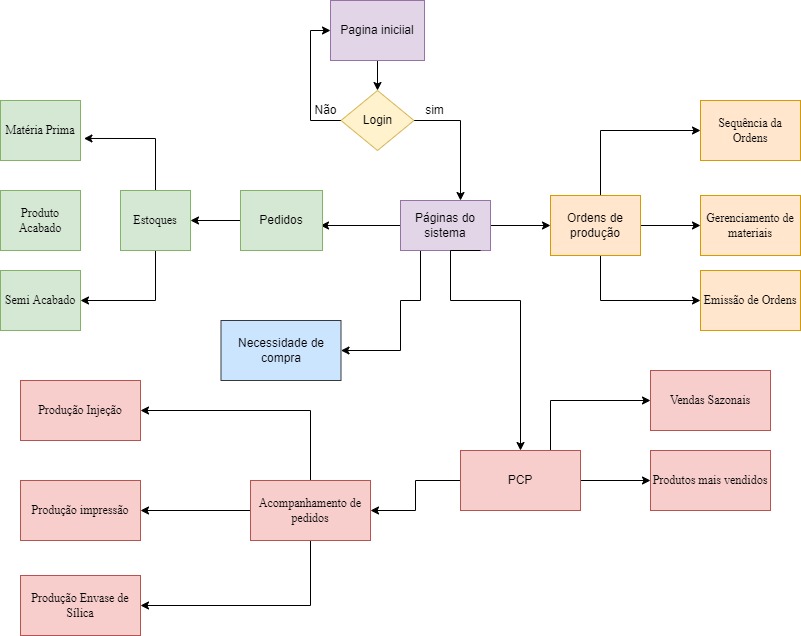 Pagina iniciial
Não
Login
sim
Matéria Prima
Sequência da
Ordens
Produto
Acabado
Estoques
Pedidos
Páginas do
sistema
Ordens de
produção
Gerenciamento de
materiais
Semi Acabado
Emissão de Ordens
Necessidade de
compra
Produção Injeção
Vendas Sazonais
PCP
Produtos mais vendidos
Produção impressão
Acompanhamento de
pedidos
Produção Envase de
Sílica